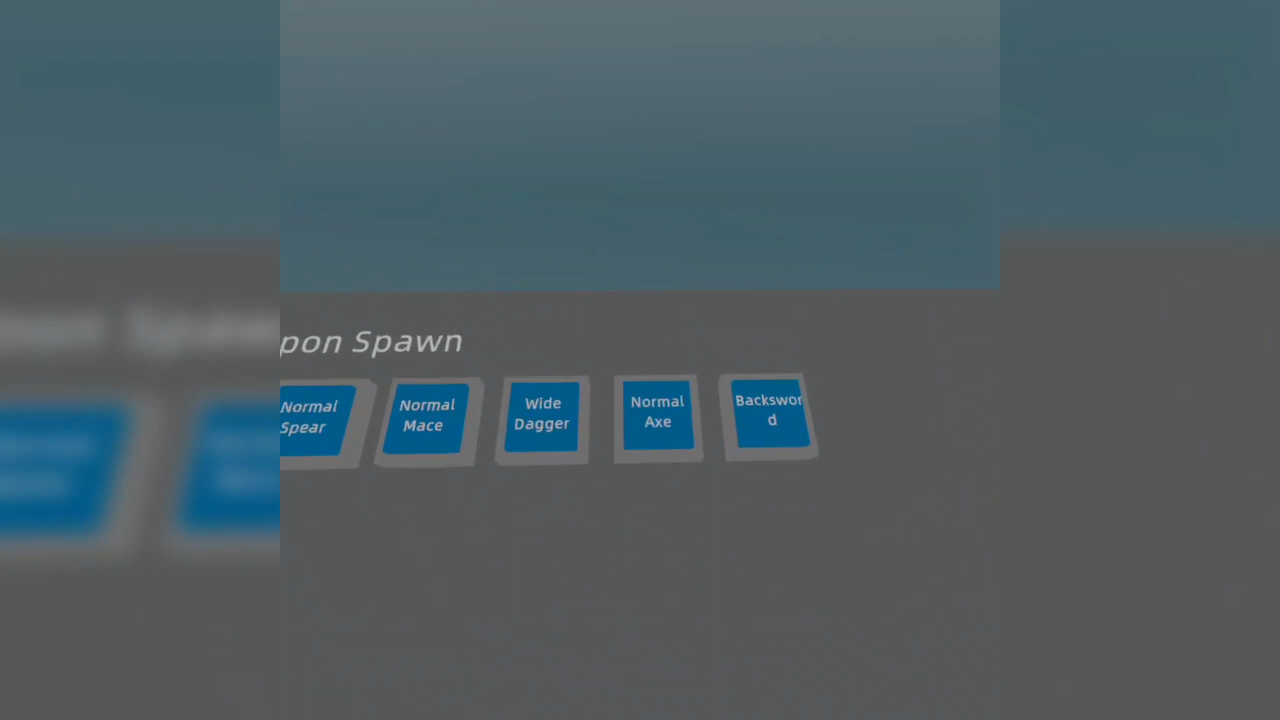 pon Spawn
Normal
Spear
Normal
Mace
Wide
Dagger
Normal
Axe
Backswor
d